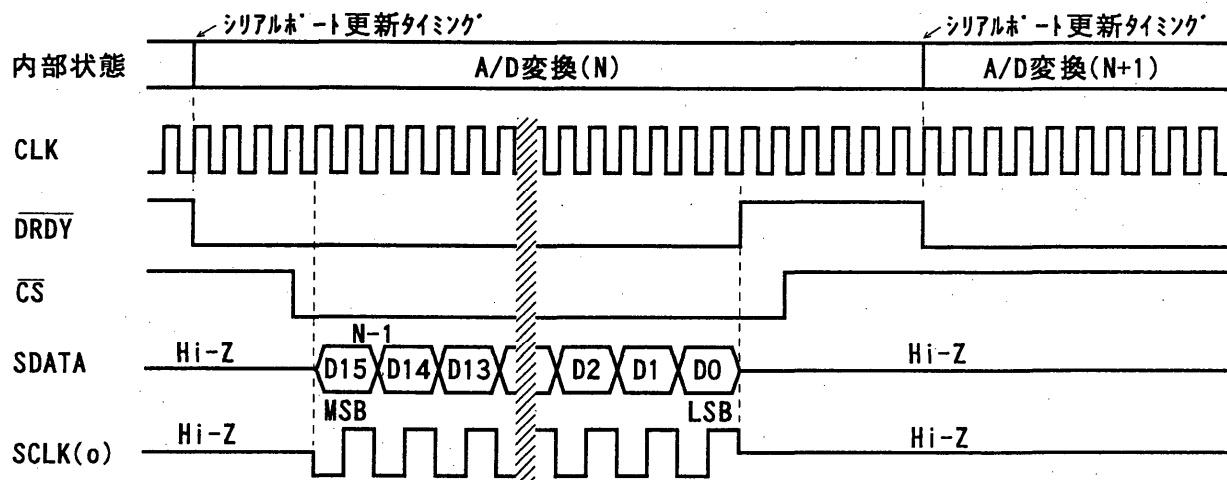 シリアルポート更新タイミング シリアルポート更新タイミング
内部状態 A/D変換(N) A/D変換(N+1)
CLK
DRDY
CS
N-1
SDATA Hi-Z D15 D14 D13 D2 D1 D0 Hi-Z
MSB LSB
SCLK(o) Hi-Z Hi-Z